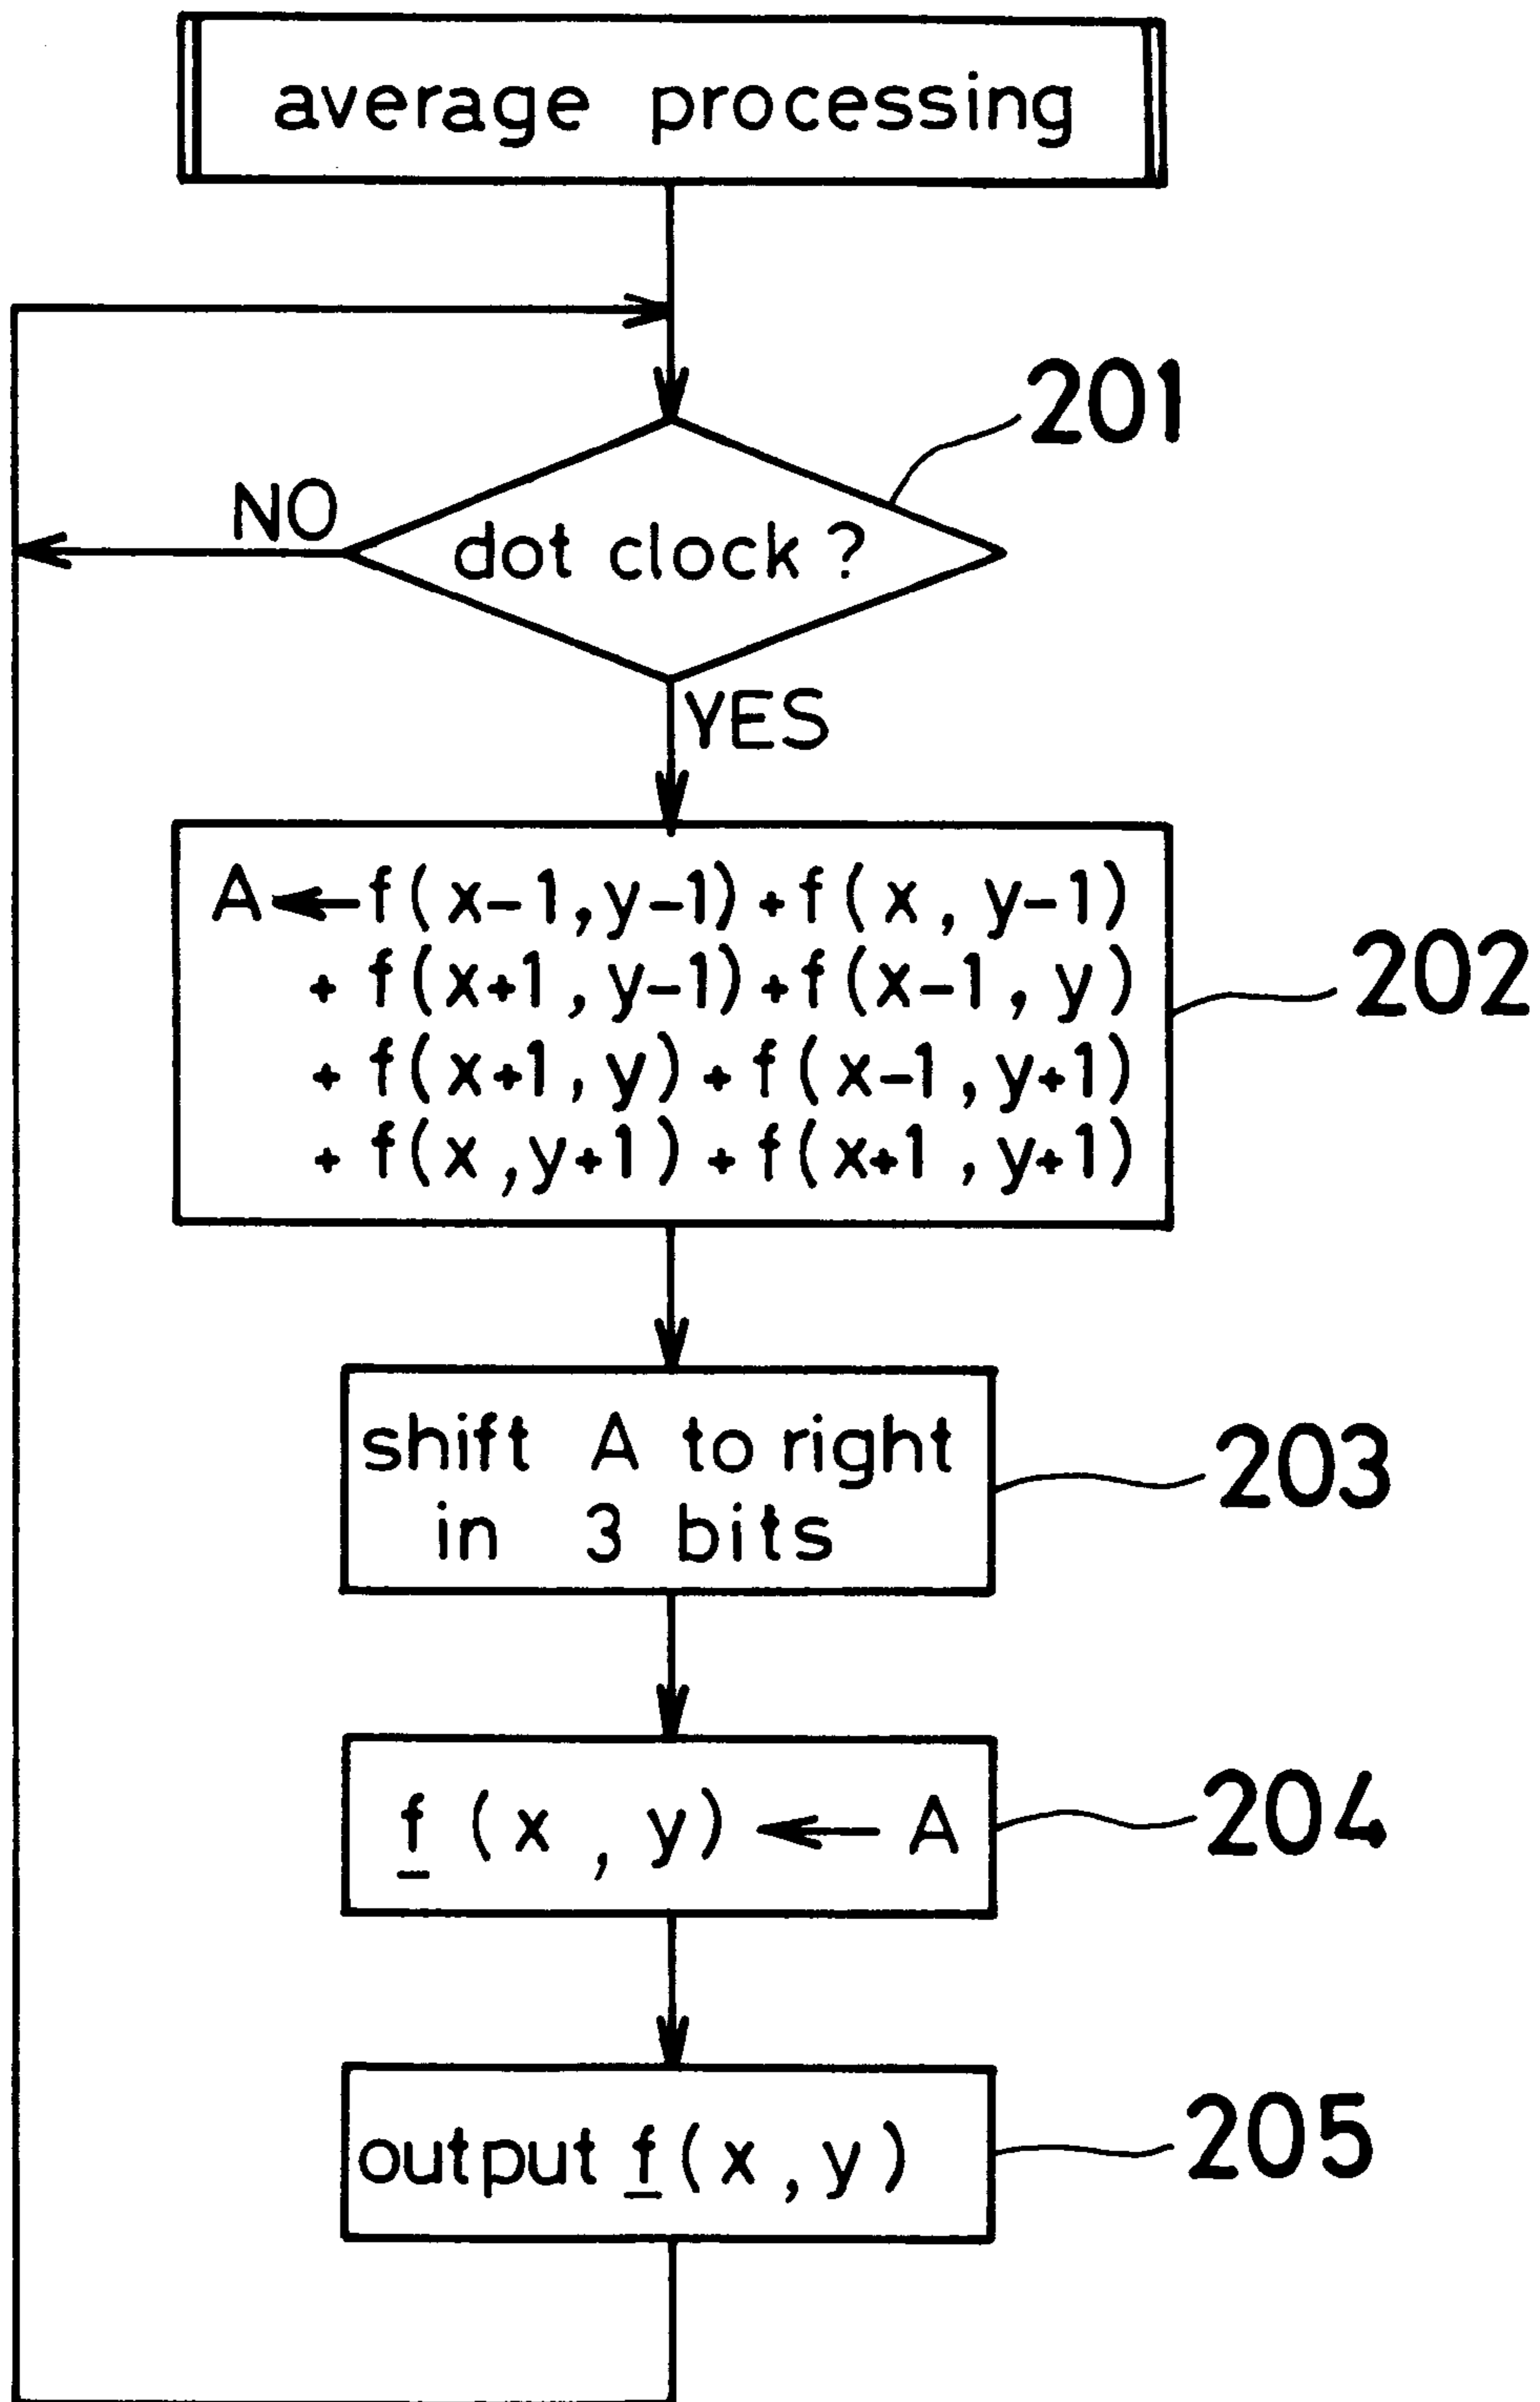 average processing
201
NO
dot clock ?
YES
A←f(x-1,y-1)+f(x,y-1)
+f(x+1,y-1)+f(x-1,y)
202
+f(x+1,y)+f(x-1,y+1)
+f(x,y+1)+f(x+1,y+1)
shift A to right
in 3 bits
203
f(x,y)←A
204
output f(x,y)
205